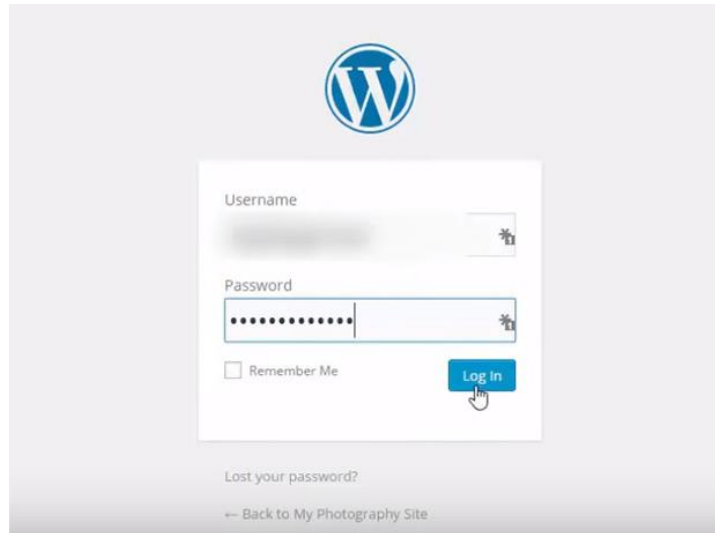 Username
Password
•••••••••••••
Remember Me
Log In
Lost your password?
← Back to My Photography Site